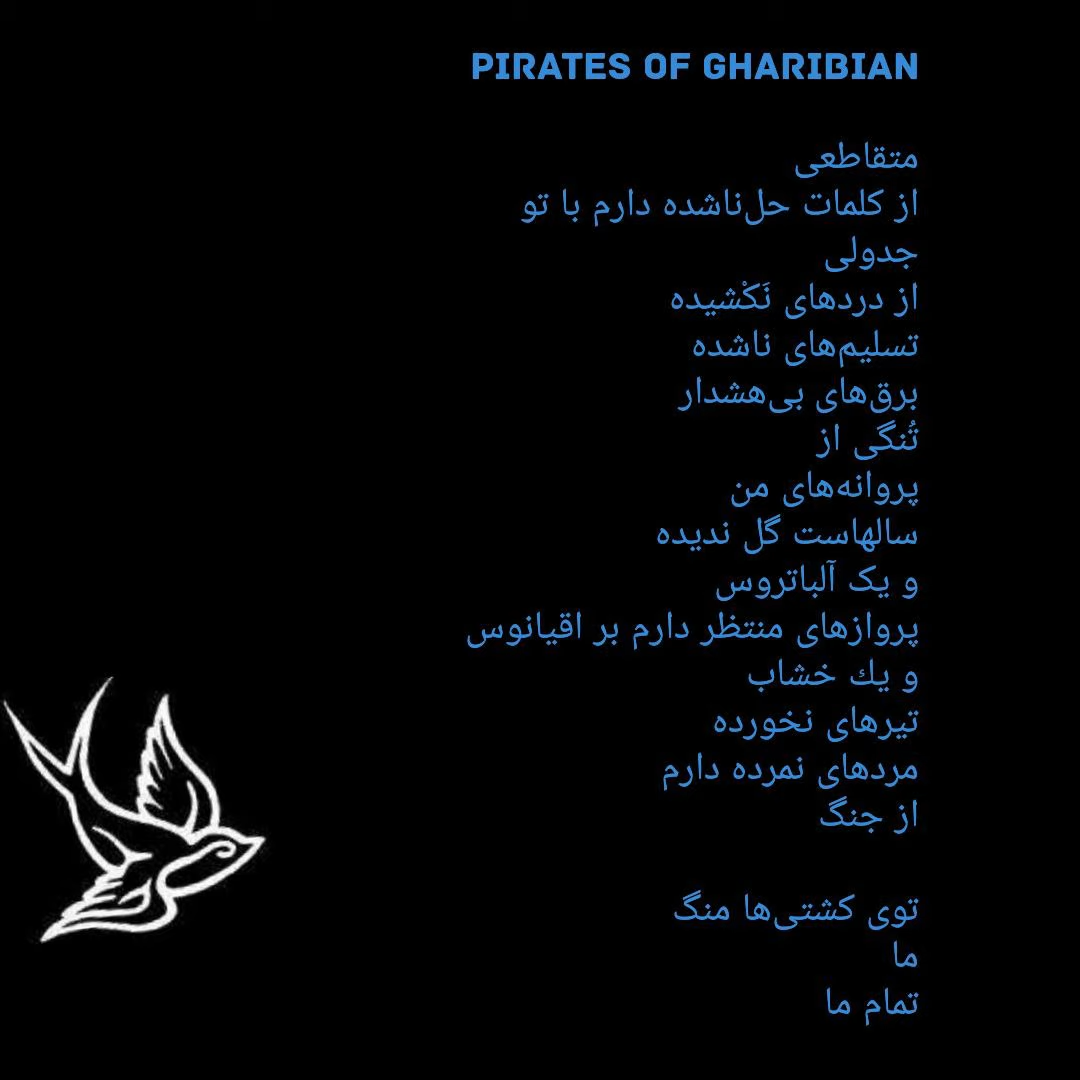 PIRATES OF GHARIBIAN
متقاطعی
از کلمات حل‌ناشده دارم با تو
جدولی
از دردهای نَکْشیده
تسلیم‌های ناشده
برق‌های بی‌هشدار
تُنگی از
پروانه‌های من
سالهاست گل ندیده
و یک آلباتروس
پروازهای منتظر دارم بر اقیانوس
و يك خشاب
تیرهای نخورده
مردهای نمرده دارم
از جنگ
توی کشتی‌ها منگ
ما
تمام ما